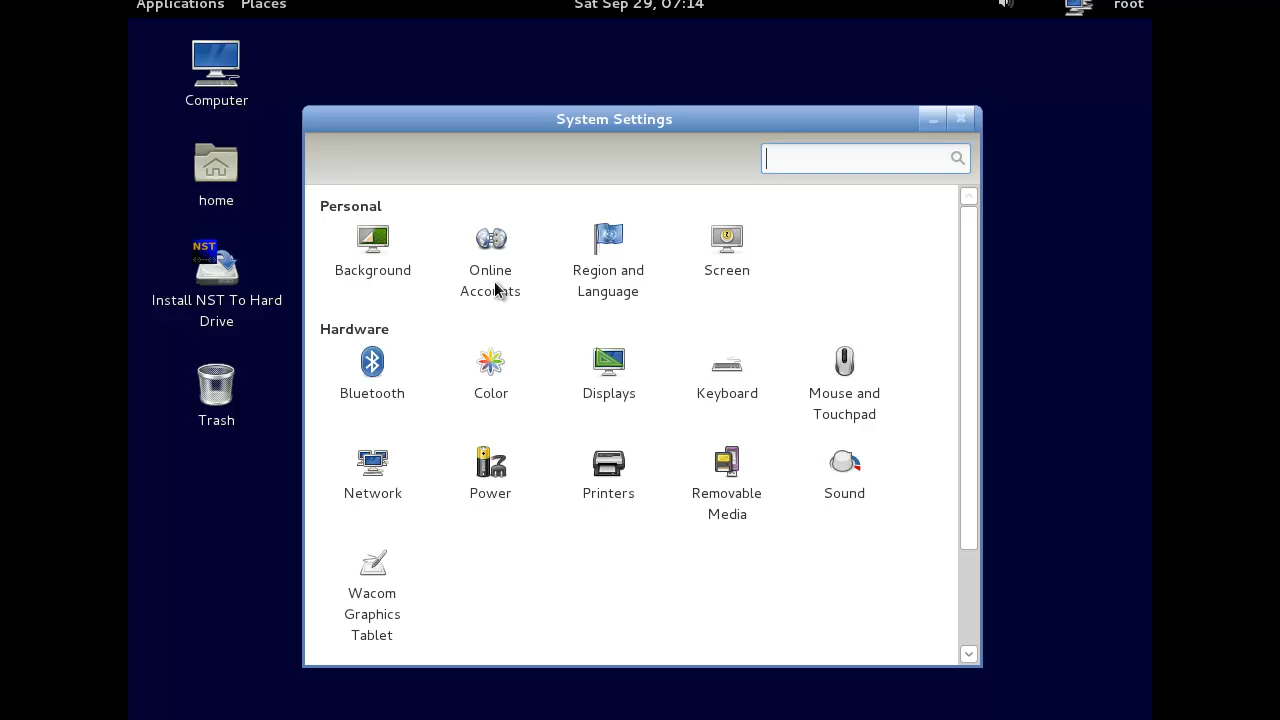 Applications Places Sat Sep 29, 07:14 root
Computer
home
NST
Install NST To Hard
Drive
Trash
System Settings
Personal
Background
Online
Accounts
Region and
Language
Screen
Hardware
Bluetooth
Color
Displays
Keyboard
Mouse and
Touchpad
Network
Power
Printers
Removable
Media
Sound
Wacom
Graphics
Tablet